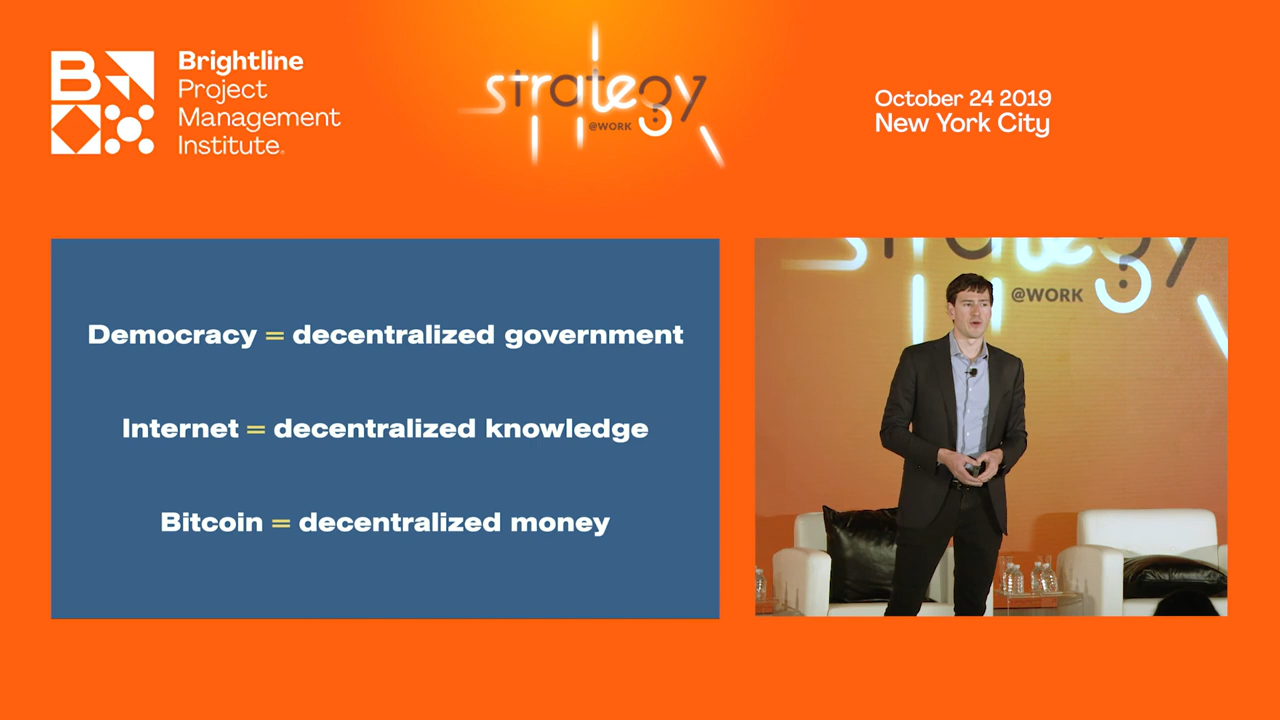 Brightline
Project
Management
Institute.
strategy
@WORK
October 24 2019
New York City
Democracy = decentralized government
Internet = decentralized knowledge
Bitcoin = decentralized money
strategy
@WORK